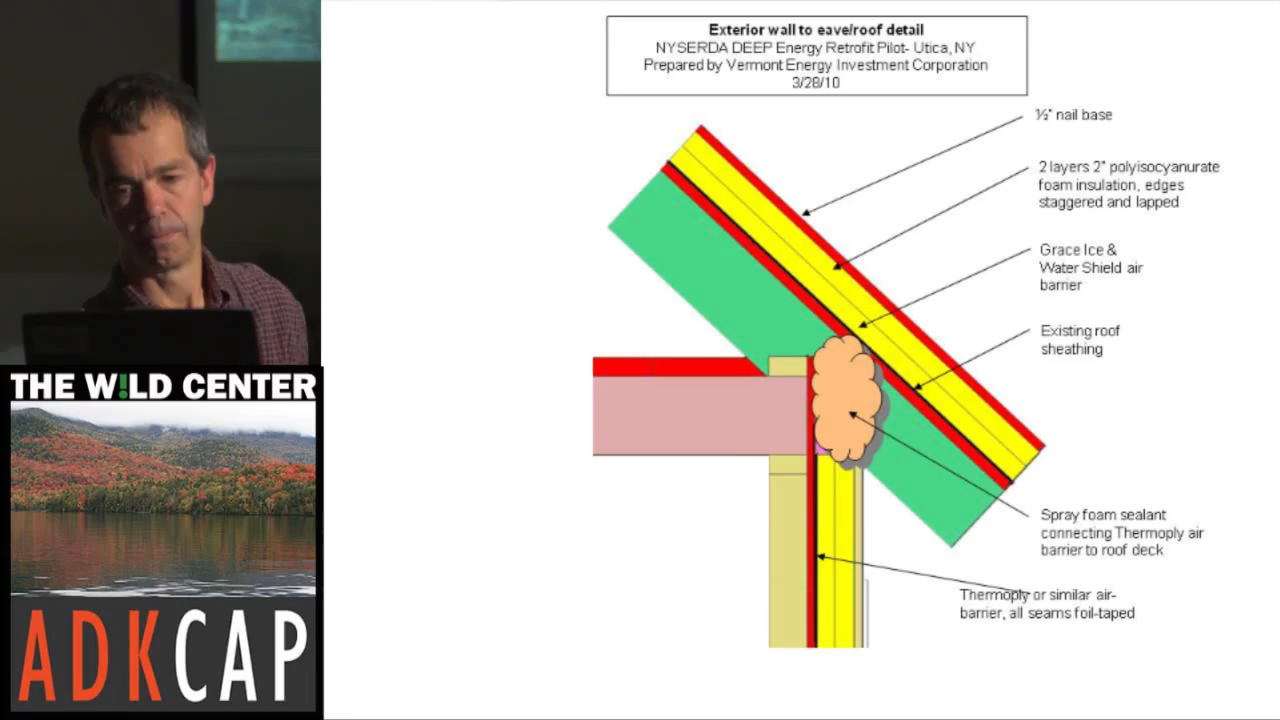 Exterior wall to eave/roof detail
NYSERDA DEEP Energy Retrofit Pilot- Utica, NY
Prepared by Vermont Energy Investment Corporation
3/28/10
½" nail base
2 layers 2" polyisocyanurate
foam insulation, edges
staggered and lapped
Grace Ice &
Water Shield air
barrier
Existing roof
sheathing
Spray foam sealant
connecting Thermoply air
barrier to roof deck
Thermoply or similar air-
barrier, all seams foil-taped
THE W!LD CENTER
ADKCAP